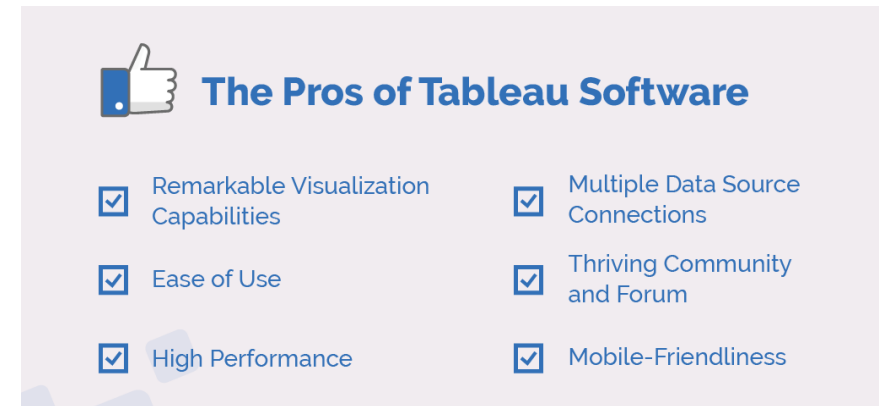 The Pros of Tableau Software
Remarkable Visualization
Capabilities
Ease of Use
High Performance
Multiple Data Source
Connections
Thriving Community
and Forum
Mobile-Friendliness